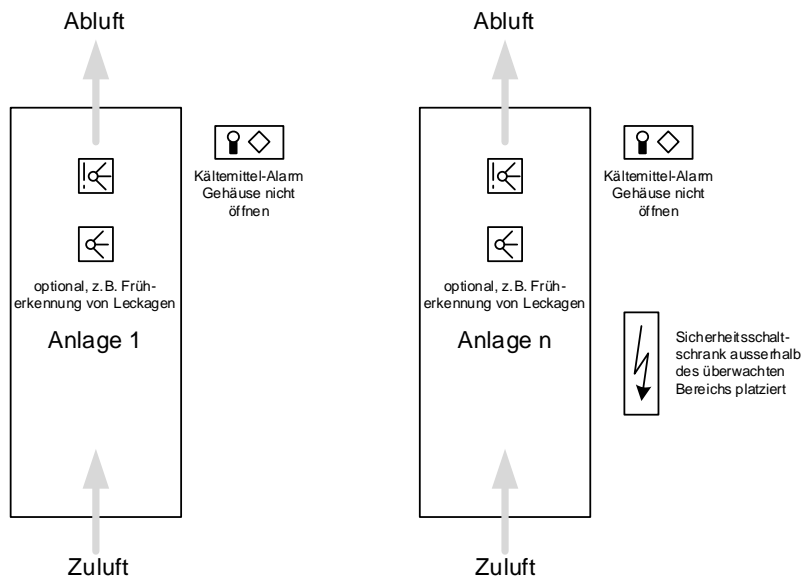 Abluft
Kältemittel-Alarm
Gehäuse nicht
öffnen
optional, z.B. Früh-
erkennung von Leckagen
Anlage 1
Zuluft
Abluft
Kältemittel-Alarm
Gehäuse nicht
öffnen
optional, z.B. Früh-
erkennung von Leckagen
Anlage n
Sicherheitsschalt-
schrank ausserhalb
des überwachten
Bereichs platziert
Zuluft